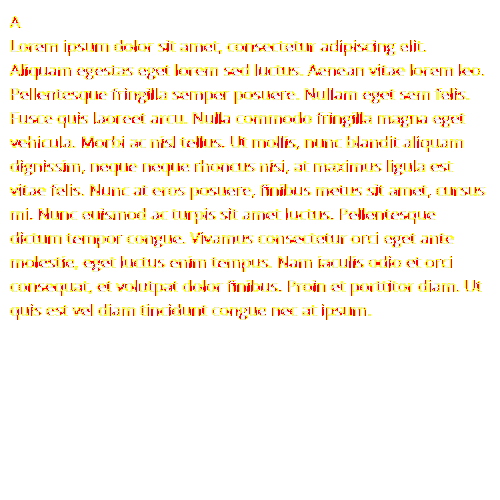 A
Lorem ipsum dolor sit amet, consectetur adipiscing elit.
Aliquam egestas eget lorem sed luctus. Aenean vitae lorem leo.
Pellentesque fringilla semper posuere. Nullam eget sem felis.
Fusce quis laoreet arcu. Nulla commodo fringilla magna eget
vehicula. Morbi ac nisl tellus. Ut mollis, nunc blandit aliquam
dignissim, neque neque rhoncus nisi, at maximus ligula est
vitae felis. Nunc at eros posuere, finibus metus sit amet, cursus
mi. Nunc euismod ac turpis sit amet luctus. Pellentesque
dictum tempor congue. Vivamus consectetur orci eget ante
molestie, eget luctus enim tempus. Nam iaculis odio et orci
consequat, et volutpat dolor finibus. Proin et porttitor diam. Ut
quis est vel diam tincidunt congue nec at ipsum.